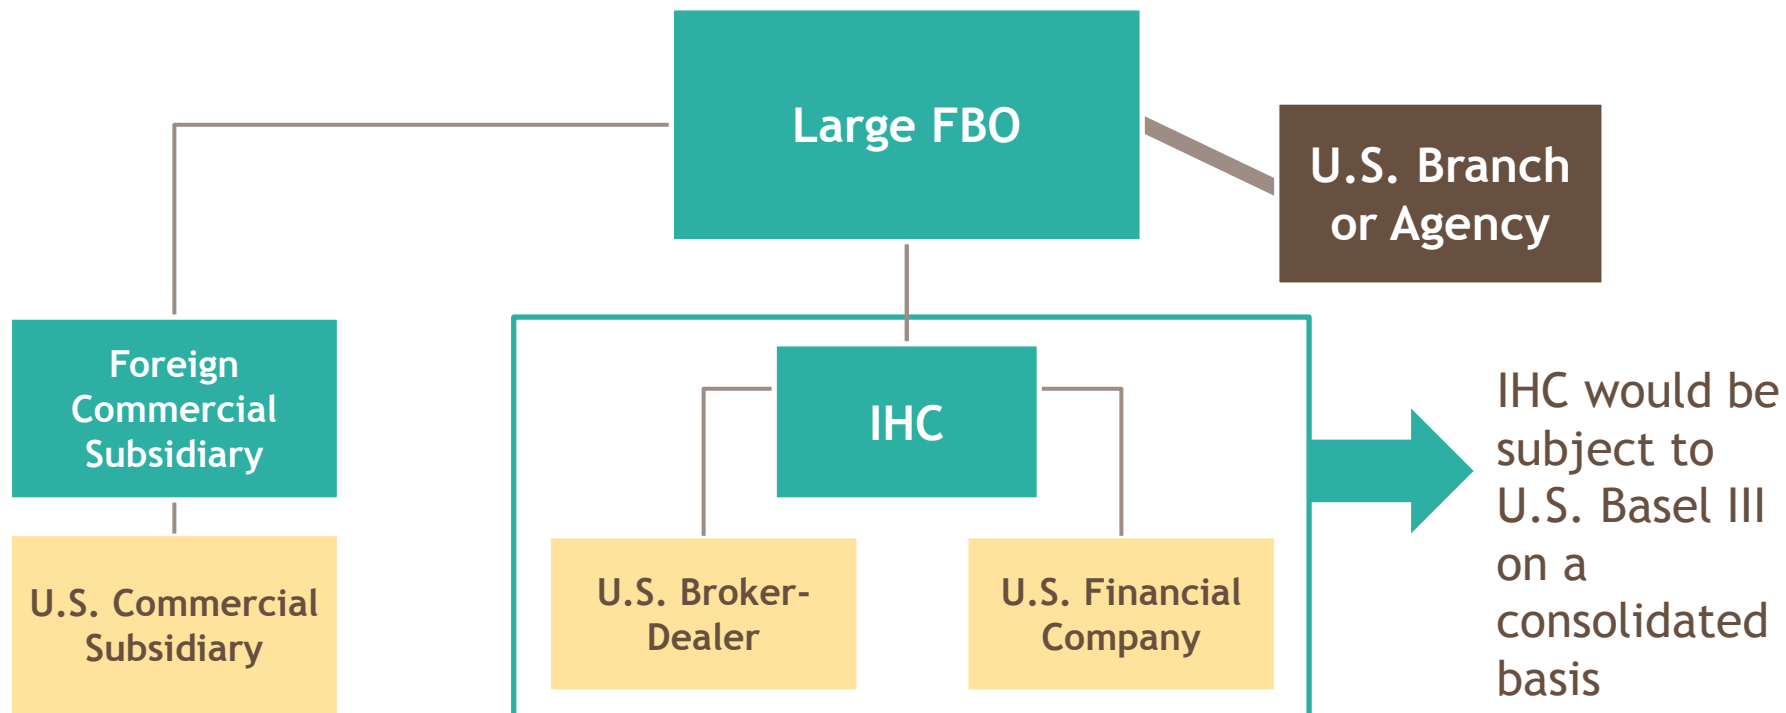 Large FBO
U.S. Branch
or Agency
Foreign
Commercial
Subsidiary
IHC
IHC would be
subject to
U.S. Basel III
on a
consolidated
basis
U.S. Commercial
Subsidiary
U.S. Broker-
Dealer
U.S. Financial
Company